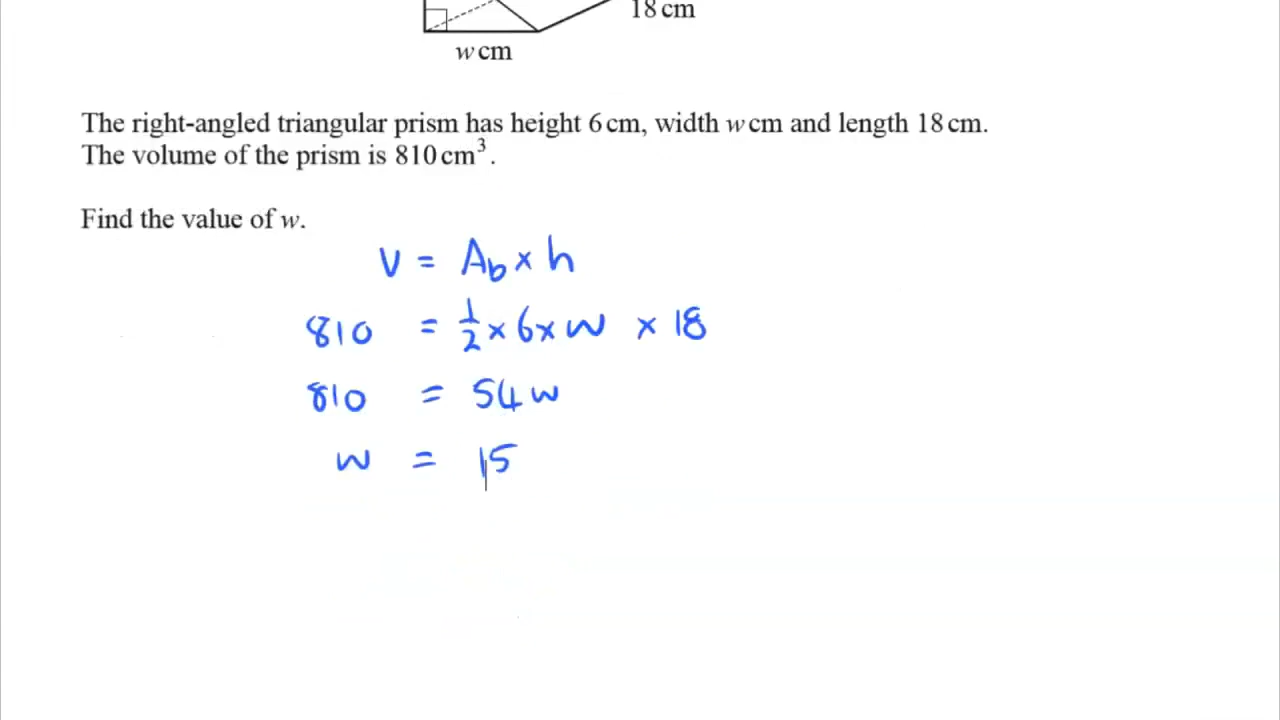 18 cm
w cm
The right-angled triangular prism has height 6 cm, width w cm and length 18 cm.
The volume of the prism is 810 cm³.
Find the value of w.
V = A_b × h
810 = ½ × 6 × w × 18
810 = 54w
w = 15